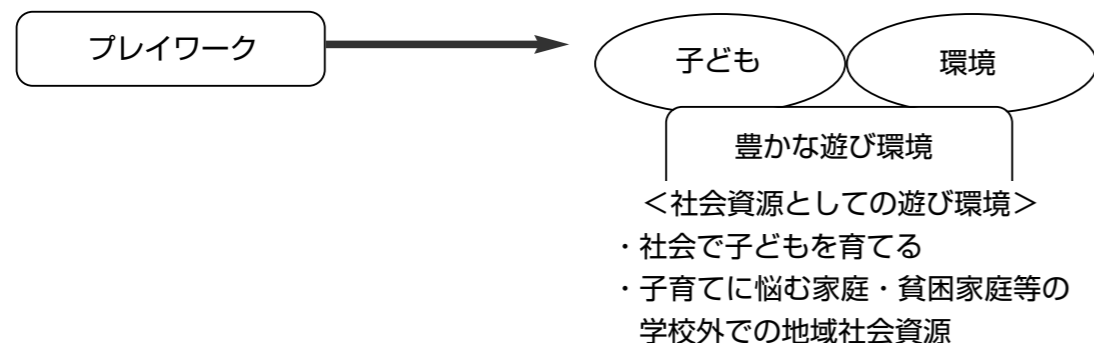 プレイワーク
子ども
環境
豊かな遊び環境
＜社会資源としての遊び環境＞
・社会で子どもを育てる
・子育てに悩む家庭・貧困家庭等の
学校外での地域社会資源